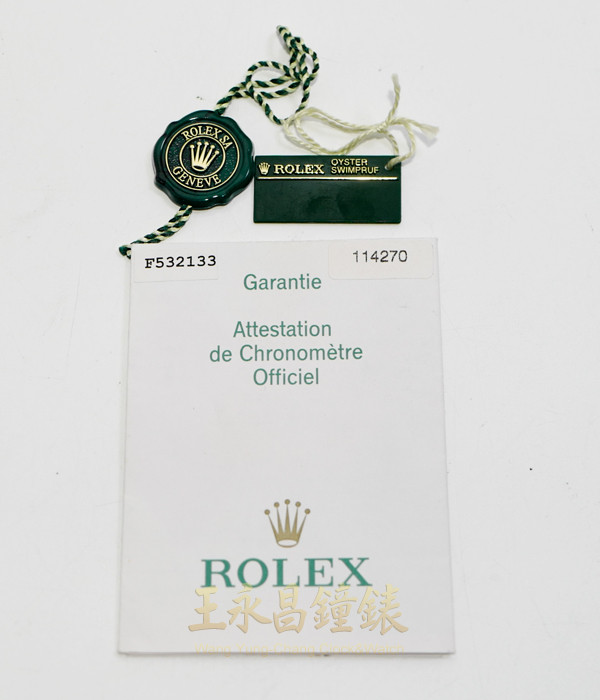 ROLEX SA
GENEVE
ROLEX OYSTER SWIMPRUF
F532133
114270
Garantie
Attestation
de Chronomètre
Officiel
ROLEX
王永昌鐘錶